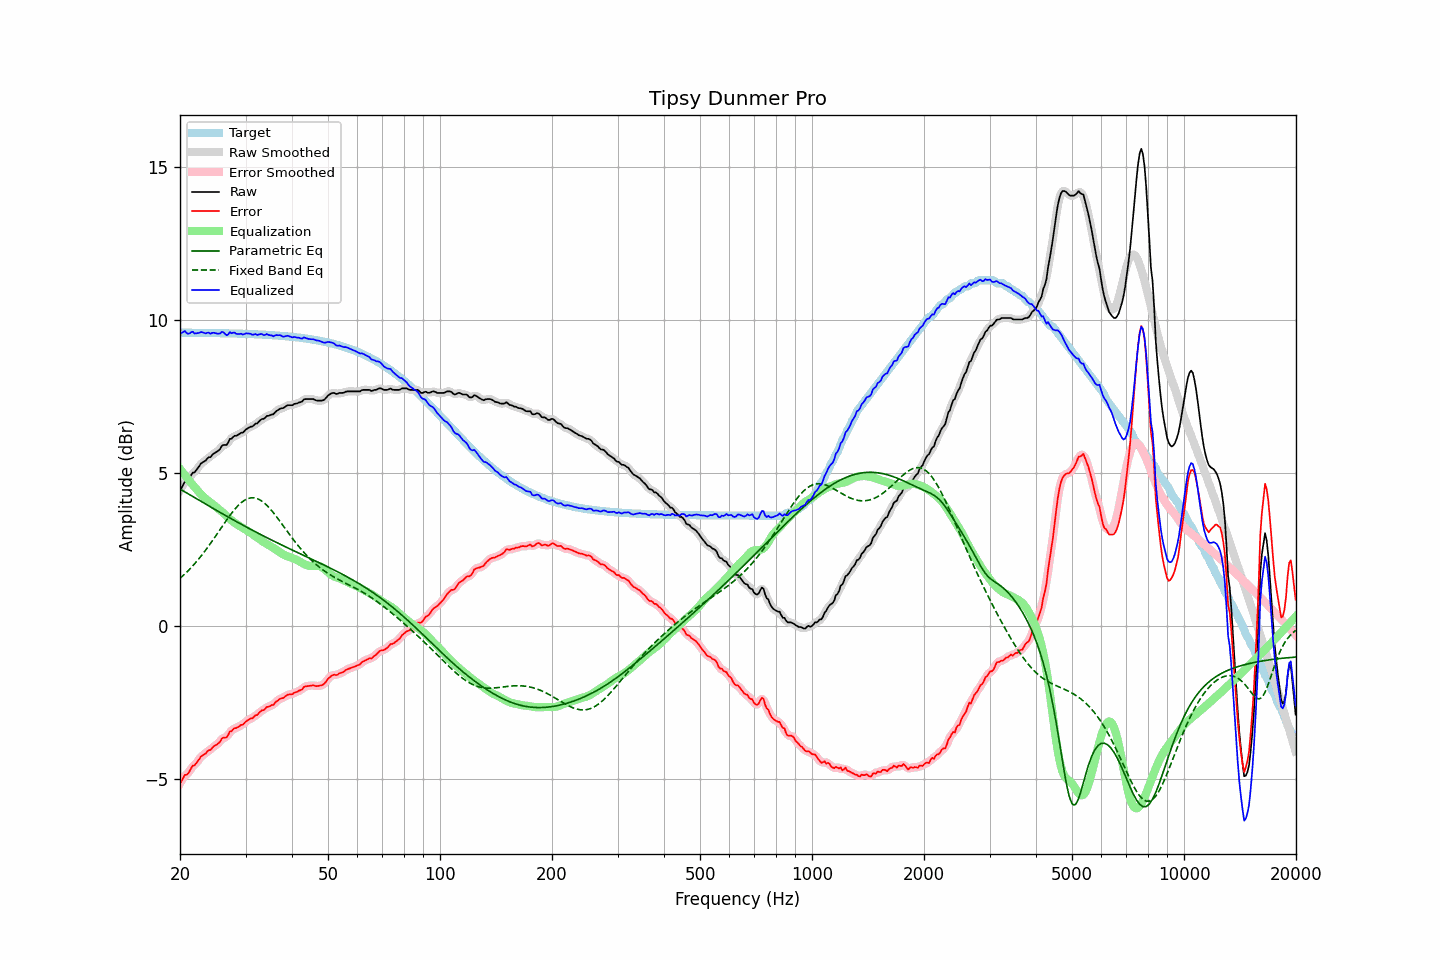 Tipsy Dunmer Pro
Target
Raw Smoothed
Error Smoothed
Raw
Error
Equalization
Parametric Eq
Fixed Band Eq
Equalized
15
10
5
0
−5
Amplitude (dBr)
20
50
100
200
500
1000
2000
5000
10000
20000
Frequency (Hz)